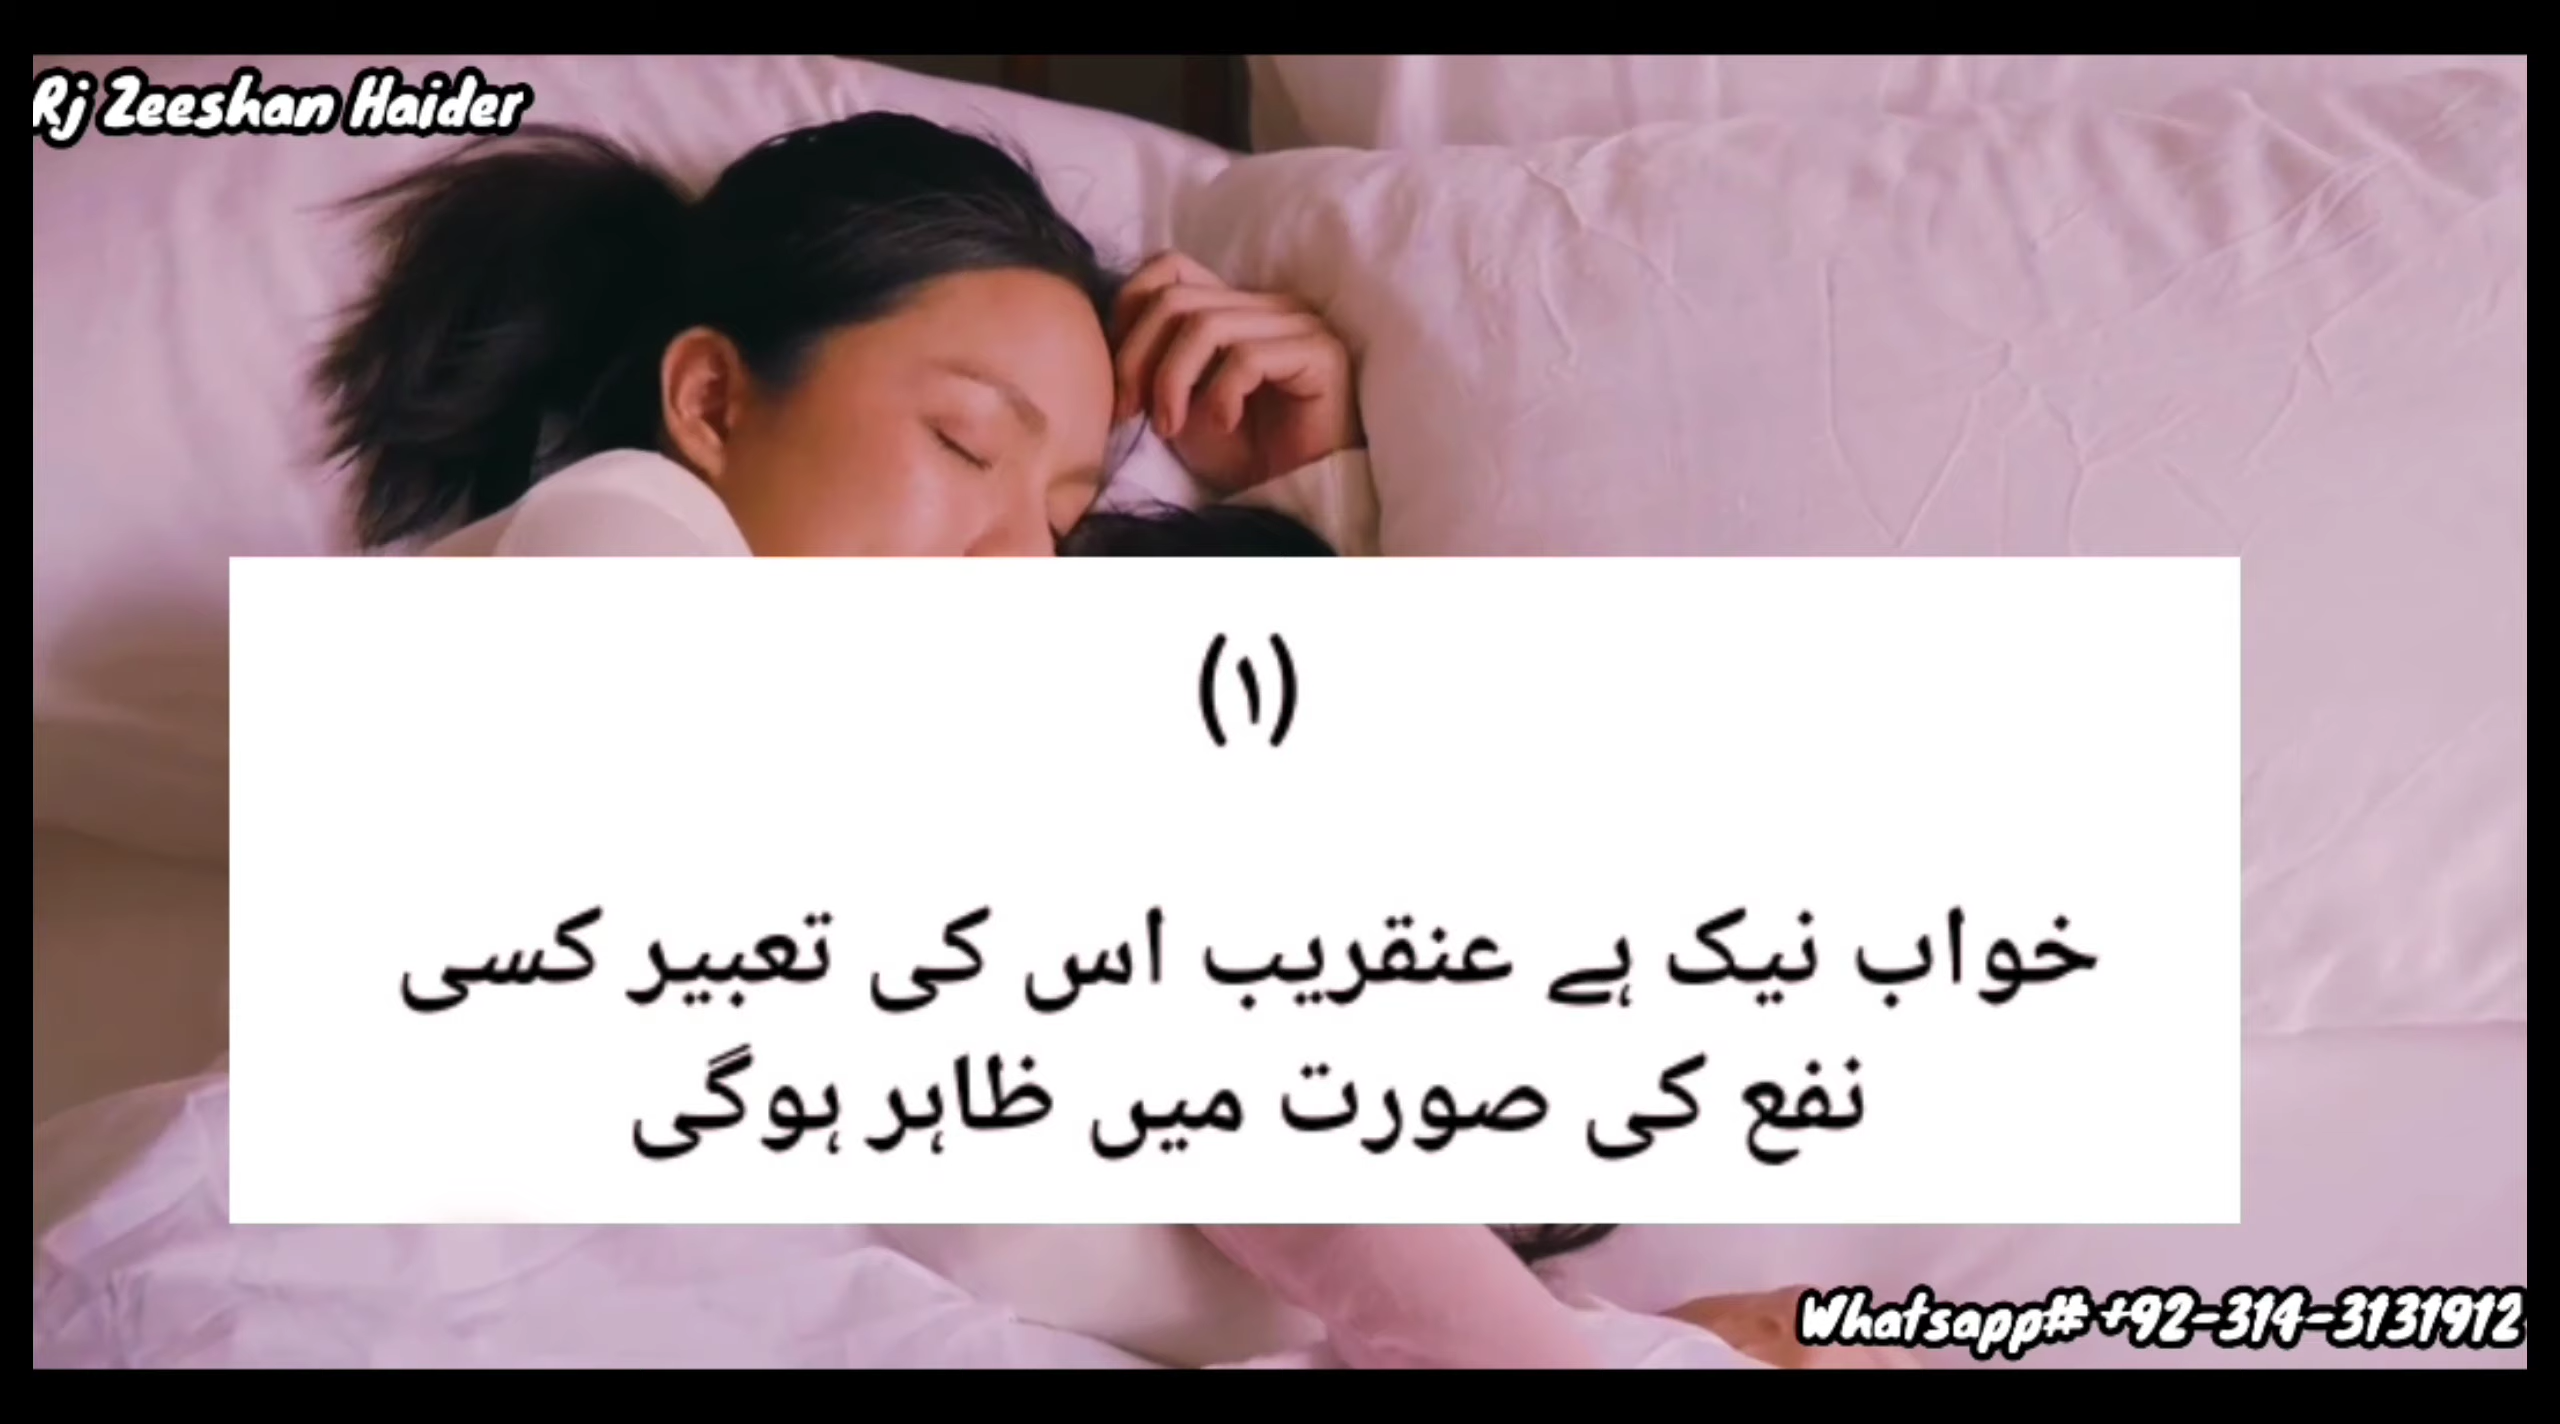 Rj Zeeshan Haider
(۱)
خواب نیک ہے عنقریب اس کی تعبیر کسی
نفع کی صورت میں ظاہر ہوگی
Whatsapp# +92-314-3131912